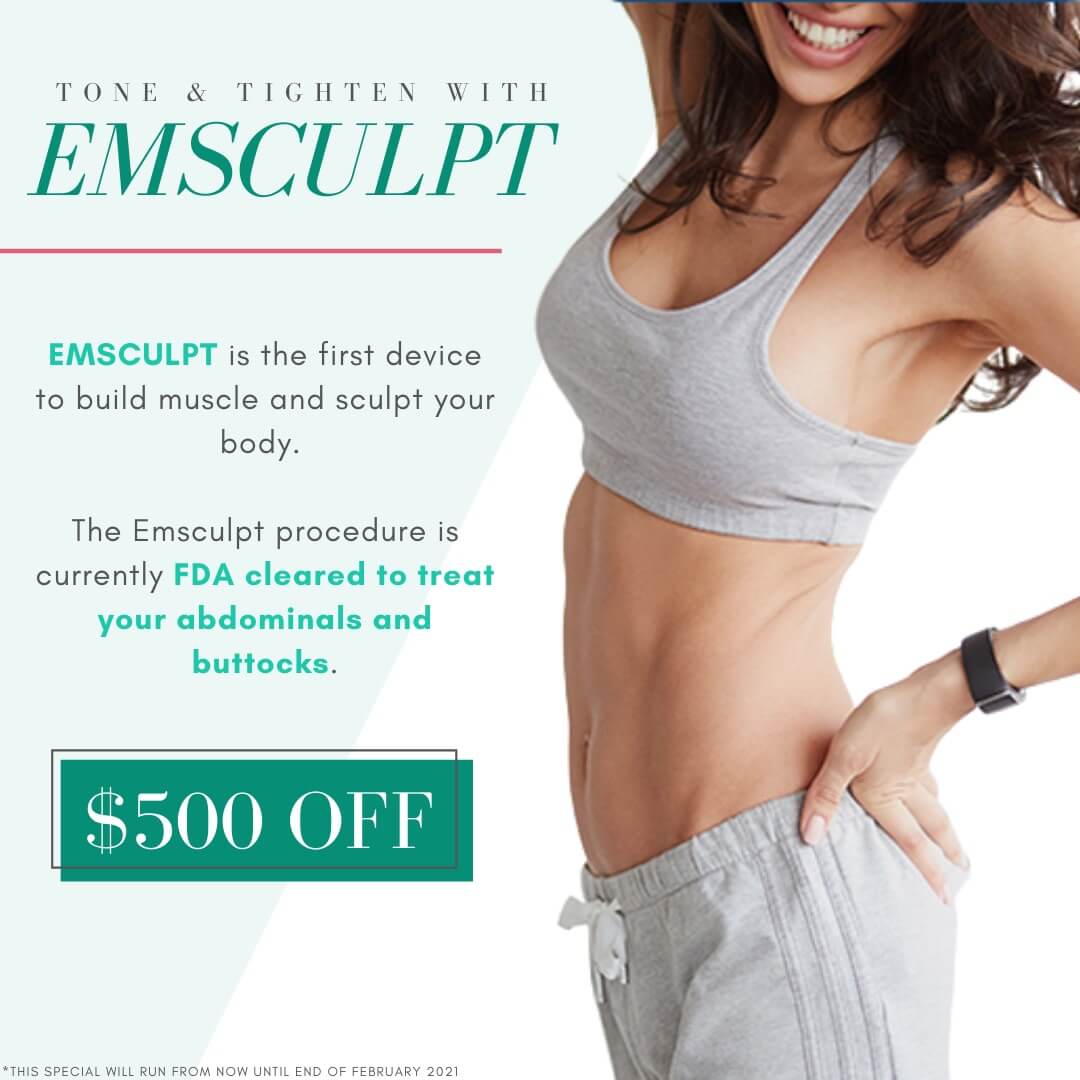 TONE & TIGHTEN WITH
EMSCULPT
EMSCULPT is the first device
to build muscle and sculpt your
body.
The Emsculpt procedure is
currently FDA cleared to treat
your abdominals and
buttocks.
$500 OFF
*THIS SPECIAL WILL RUN FROM NOW UNTIL END OF FEBRUARY 2021